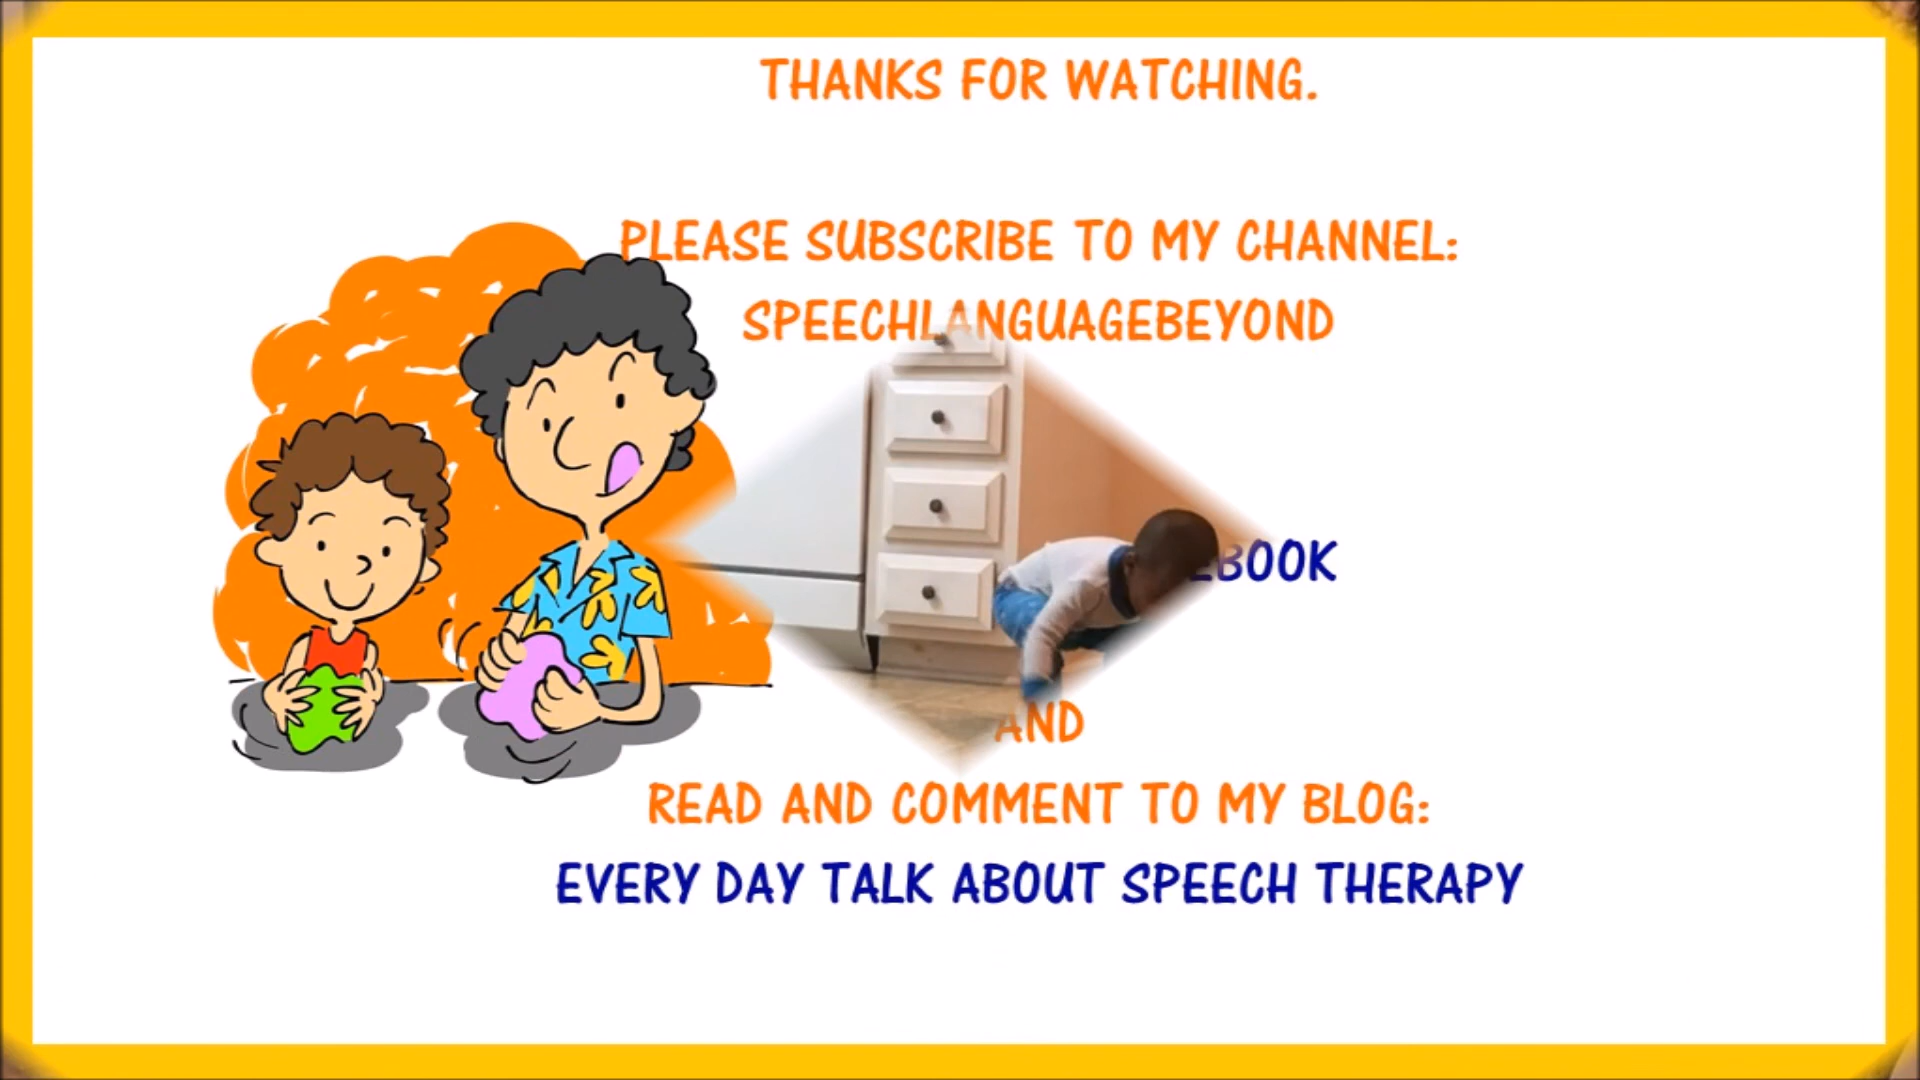 THANKS FOR WATCHING.
PLEASE SUBSCRIBE TO MY CHANNEL:
SPEECHLANGUAGEBEYOND
AND
READ AND COMMENT TO MY BLOG:
EVERY DAY TALK ABOUT SPEECH THERAPY